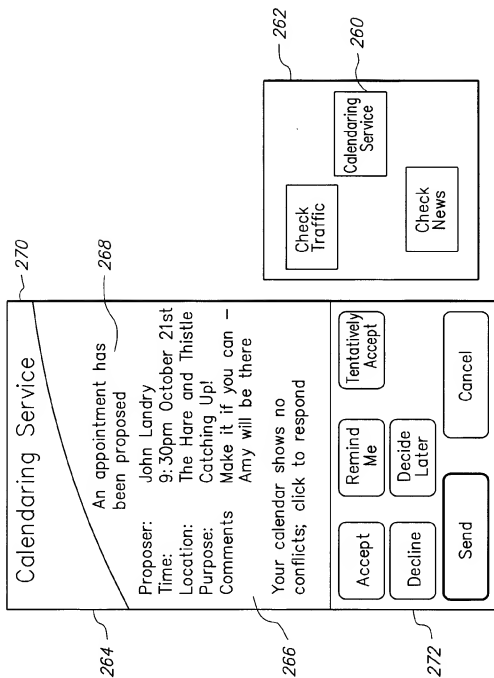 Calendaring Service
270
An appointment has
been proposed
268
Proposer: John Landry
Time: 9:30pm October 21st
Location: The Hare and Thistle
Purpose: Catching Up!
Comments Make it if you can –
Amy will be there
Your calendar shows no
conflicts; click to respond
264
266
Accept
Remind
Me
Tentatively
Accept
Decline
Decide
Later
Send
Cancel
272
Check
Traffic
Calendaring
Service
Check
News
262
260